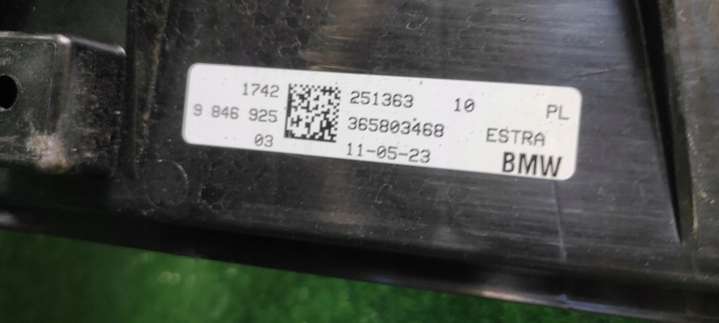 1742 251363 10 PL
9 846 925 365803468 ESTRA
03 11-05-23 BMW